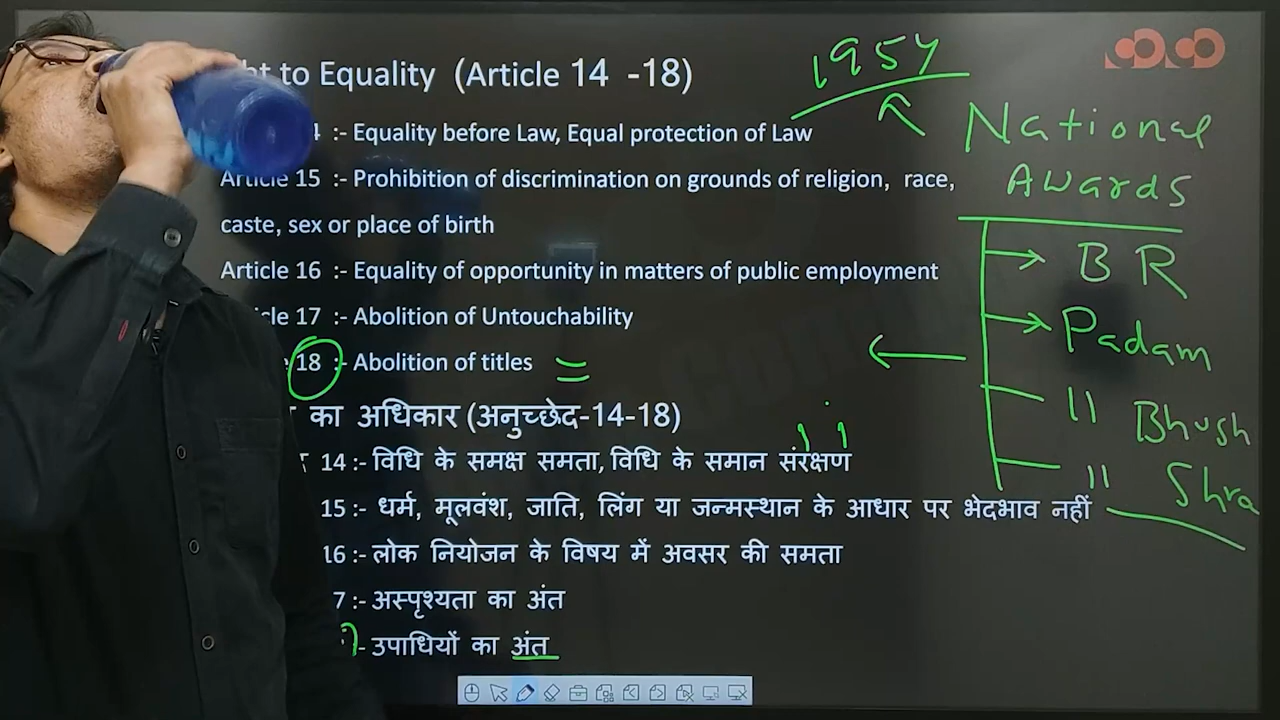 ht to Equality (Article 14 -18)
1954
4 :- Equality before Law, Equal protection of Law
National
Awards
Article 15 :- Prohibition of discrimination on grounds of religion, race,
caste, sex or place of birth
BR
Article 16 :- Equality of opportunity in matters of public employment
cle 17 :- Abolition of Untouchability
Padam
e 18 :- Abolition of titles =
का अधिकार (अनुच्छेद-14-18)
" Bhush
14 :- विधि के समक्ष समता, विधि के समान संरक्षण
" Shra
15 :- धर्म, मूलवंश, जाति, लिंग या जन्मस्थान के आधार पर भेदभाव नहीं
16 :- लोक नियोजन के विषय में अवसर की समता
7 :- अस्पृश्यता का अंत
:- उपाधियों का अंत